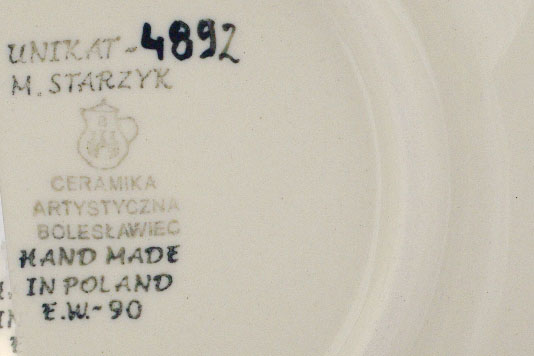 UNIKAT-4892
M. STARZYK
CERAMIKA
ARTYSTYCZNA
BOLESŁAWIEC
HAND MADE
IN POLAND
E.W.-90